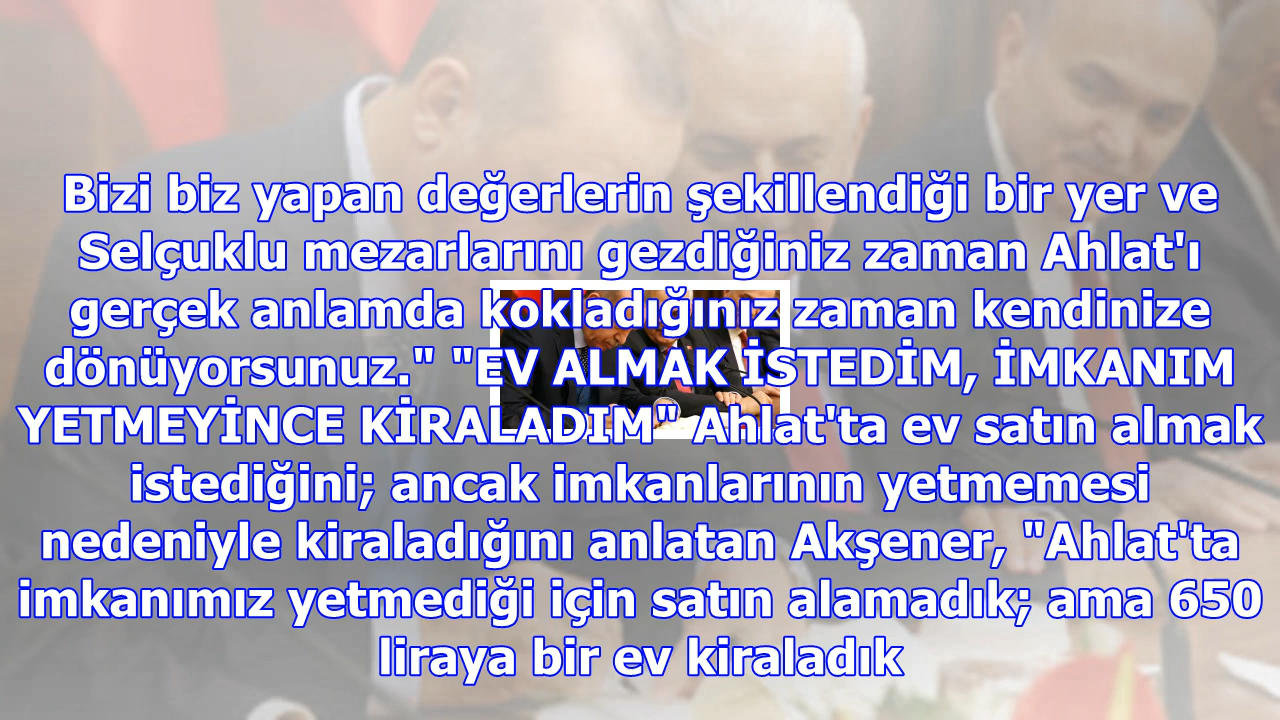 Bizi biz yapan değerlerin şekillendiği bir yer ve
Selçuklu mezarlarını gezdiğiniz zaman Ahlat'ı
gerçek anlamda kokladığınız zaman kendinize
dönüyorsunuz." "EV ALMAK İSTEDİM, İMKANIM
YETMEYİNCE KİRALADIM" Ahlat'ta ev satın almak
istediğini; ancak imkanlarının yetmemesi
nedeniyle kiraladığını anlatan Akşener, "Ahlat'ta
imkanımız yetmediği için satın alamadık; ama 650
liraya bir ev kiraladık